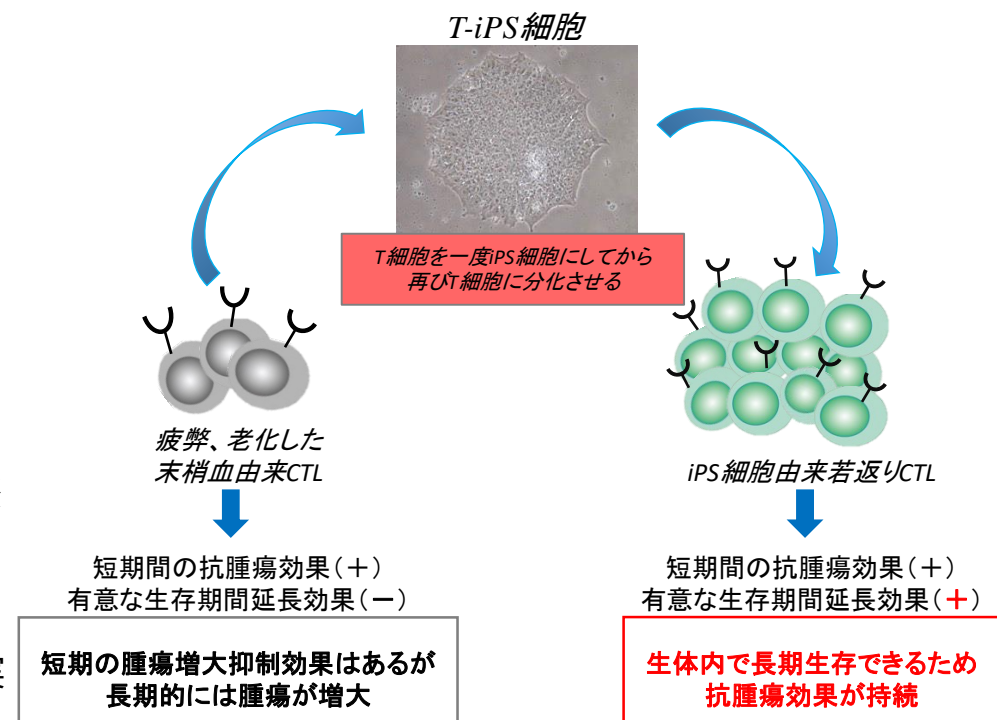 T-iPS細胞
T細胞を一度iPS細胞にしてから
再びT細胞に分化させる
疲弊、老化した
末梢血由来CTL
iPS細胞由来若返りCTL
短期間の抗腫瘍効果(＋)
有意な生存期間延長効果(ー)
短期の腫瘍増大抑制効果はあるが
長期的には腫瘍が増大
短期間の抗腫瘍効果(＋)
有意な生存期間延長効果(＋)
生体内で長期生存できるため
抗腫瘍効果が持続